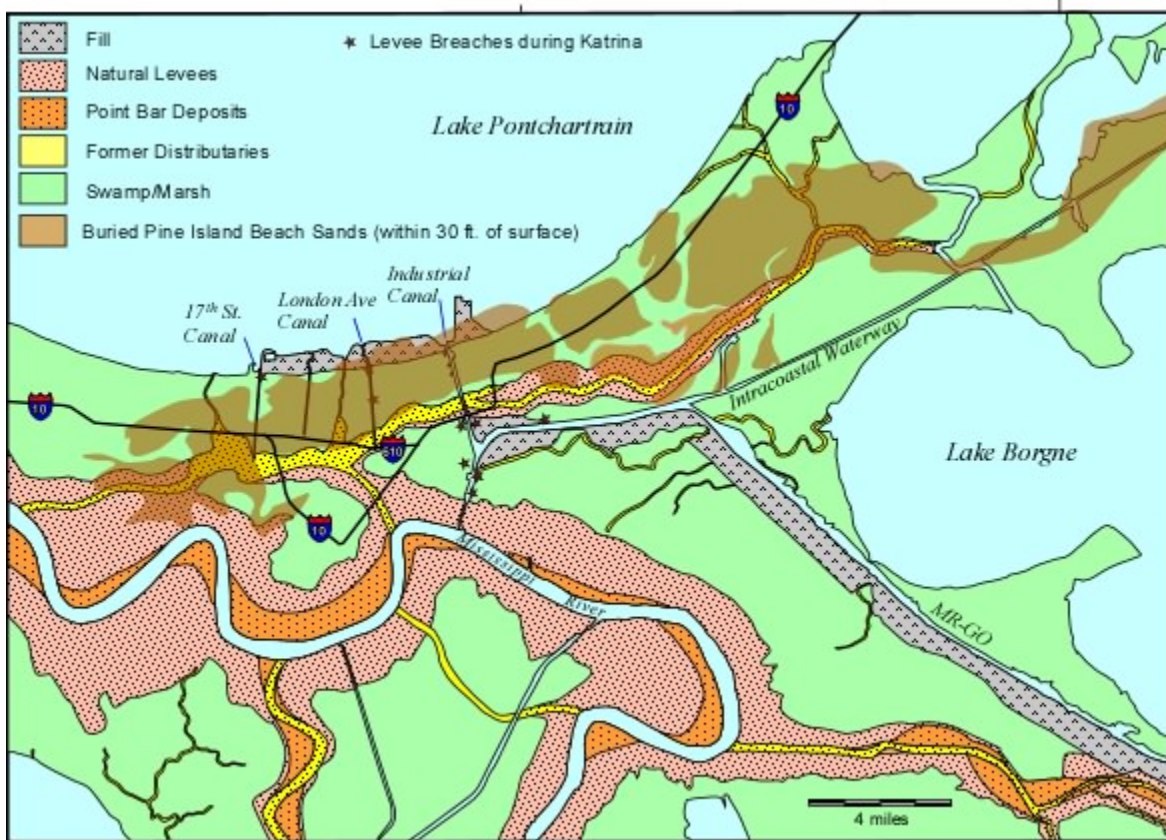 Fill
Levee Breaches during Katrina
Natural Levees
10
Point Bar Deposits
Lake Pontchartrain
Former Distributaries
Swamp/Marsh
Buried Pine Island Beach Sands (within 30 ft. of surface)
Industrial
Canal
London Ave
Canal
17th St.
Canal
Intracoastal Waterway
10
610
Lake Borgne
10
Mississippi
River
MR-GO
4 miles